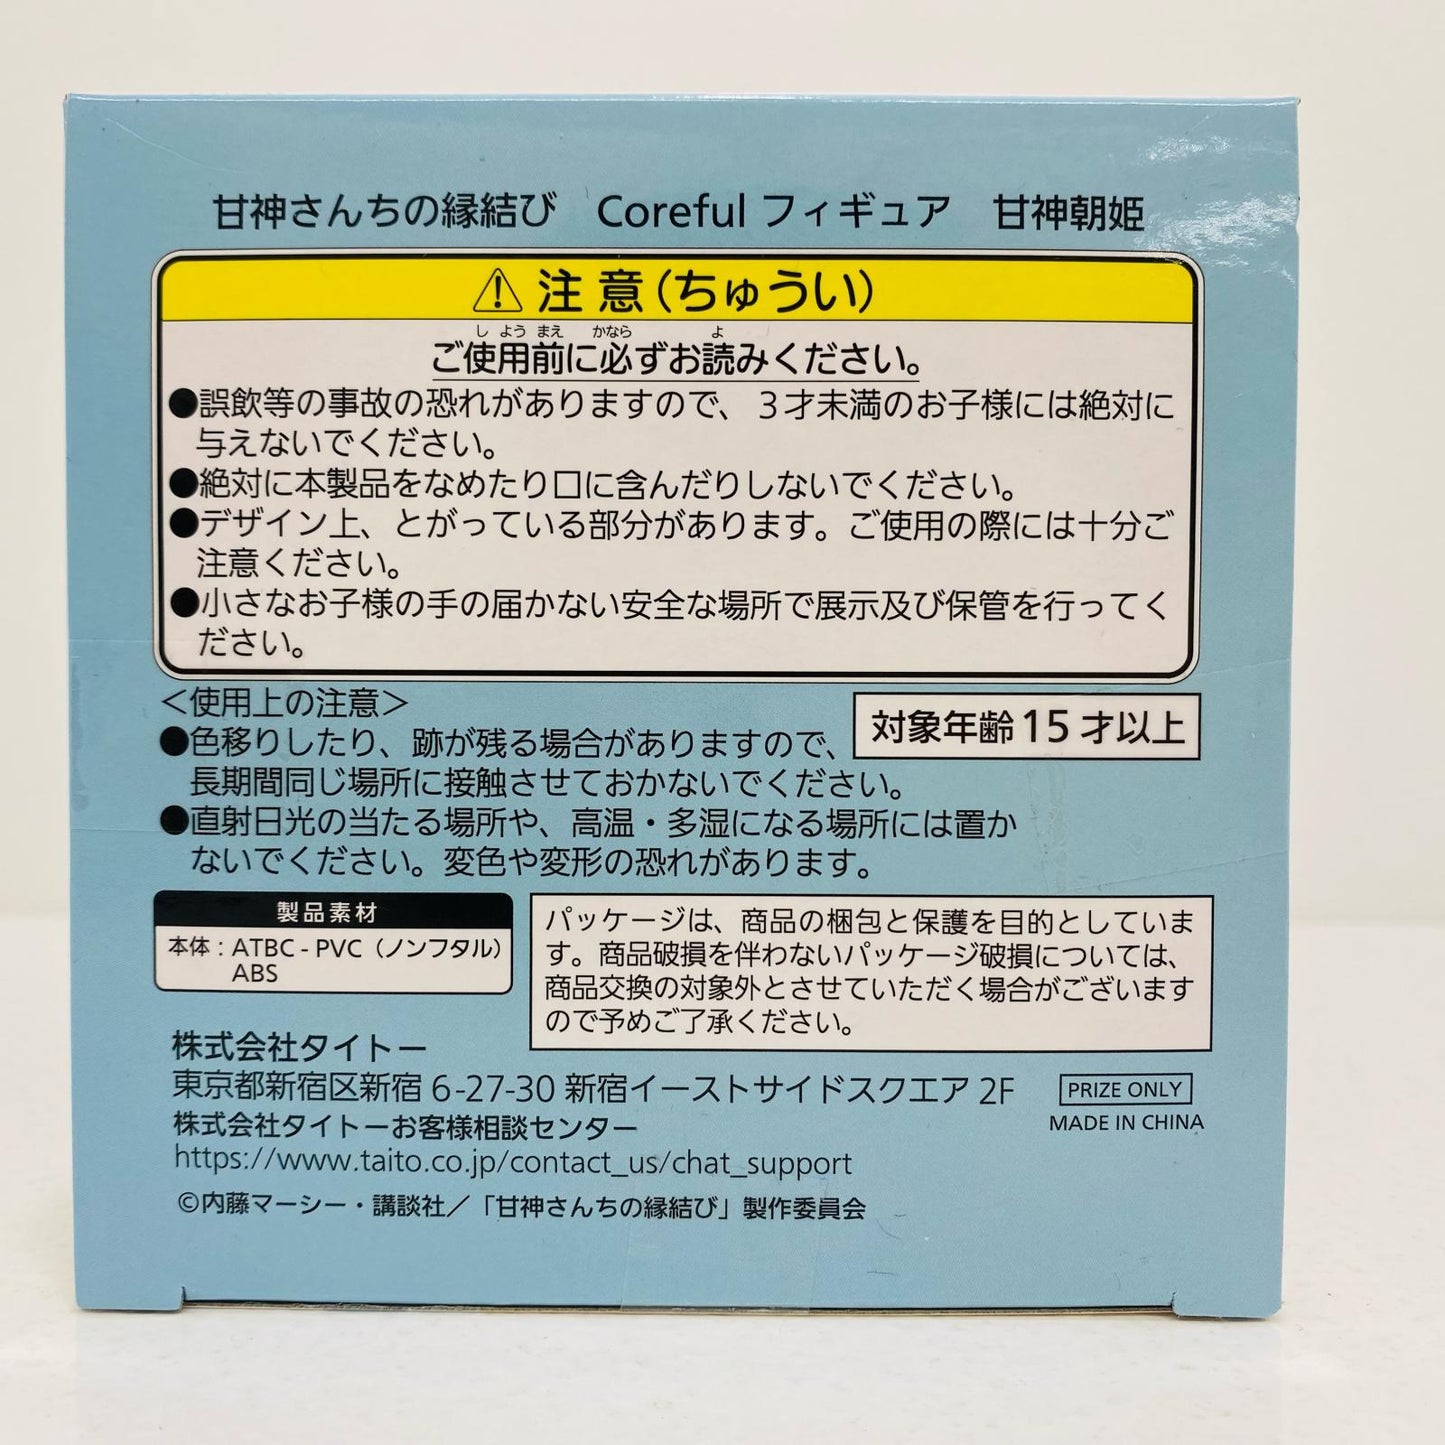 甘神さんちの縁結び　Coreful フィギュア　甘神朝姫
⚠ 注意（ちゅうい）
しようまえ かなら よ
ご使用前に必ずお読みください。
●誤飲等の事故の恐れがありますので、３才未満のお子様には絶対に
与えないでください。
●絶対に本製品をなめたり口に含んだりしないでください。
●デザイン上、とがっている部分があります。ご使用の際には十分ご
注意ください。
●小さなお子様の手の届かない安全な場所で展示及び保管を行ってく
ださい。
＜使用上の注意＞
対象年齢15才以上
●色移りしたり、跡が残る場合がありますので、
長期間同じ場所に接触させておかないでください。
●直射日光の当たる場所や、高温・多湿になる場所には置か
ないでください。変色や変形の恐れがあります。
製品素材
本体：ATBC-PVC（ノンフタル）
ABS
パッケージは、商品の梱包と保護を目的としていま
す。商品破損を伴わないパッケージ破損については、
商品交換の対象外とさせていただく場合がございます
ので予めご了承ください。
株式会社タイトー
東京都新宿区新宿 6-27-30 新宿イーストサイドスクエア 2F
PRIZE ONLY
株式会社タイトーお客様相談センター
MADE IN CHINA
https://www.taito.co.jp/contact_us/chat_support
©内藤マーシー・講談社／「甘神さんちの縁結び」製作委員会